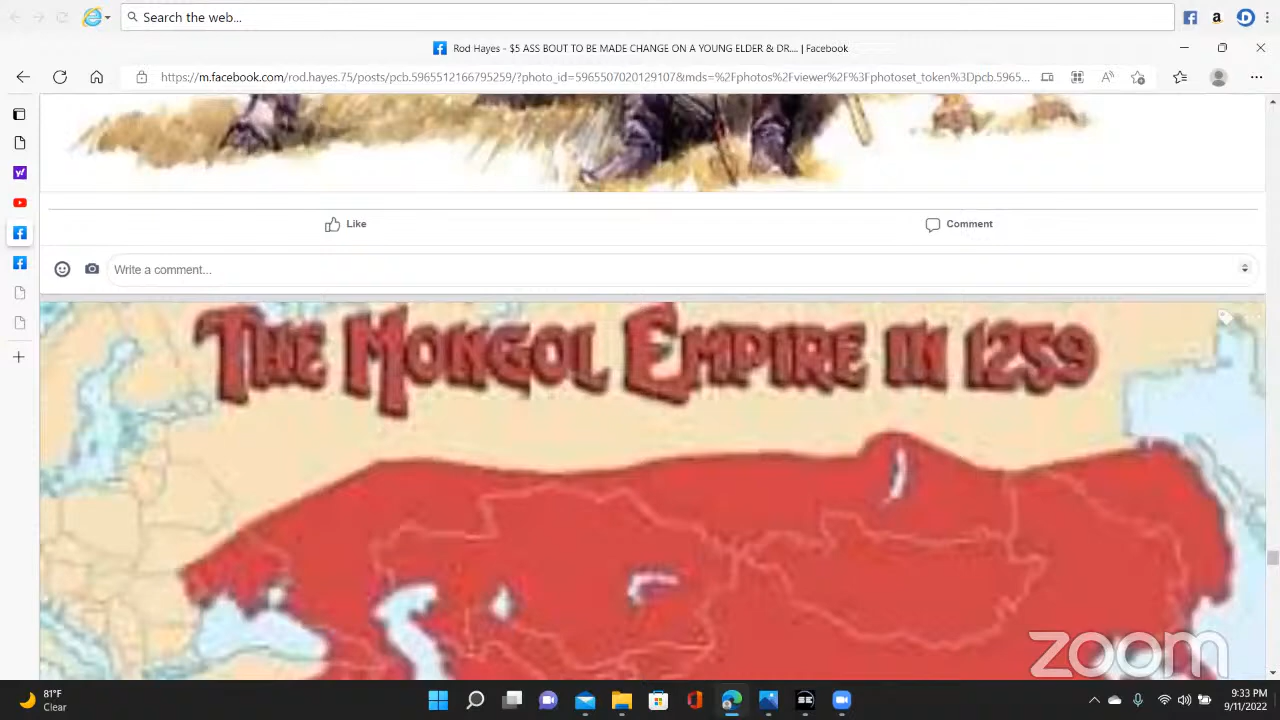 Search the web...
Rod Hayes - $5 ASS BOUT TO BE MADE CHANGE ON A YOUNG ELDER & DR.... | Facebook
https://m.facebook.com/rod.hayes.75/posts/pcb.5965512166795259/?photo_id=5965507020129107&mds=%2Fphotos%2Fviewer%2F%3Fphotoset_token%3Dpcb.5965...
Like
Comment
Write a comment...
THE MONGOL EMPIRE IN 1259
zoom
81°F
Clear
9:33 PM
9/11/2022